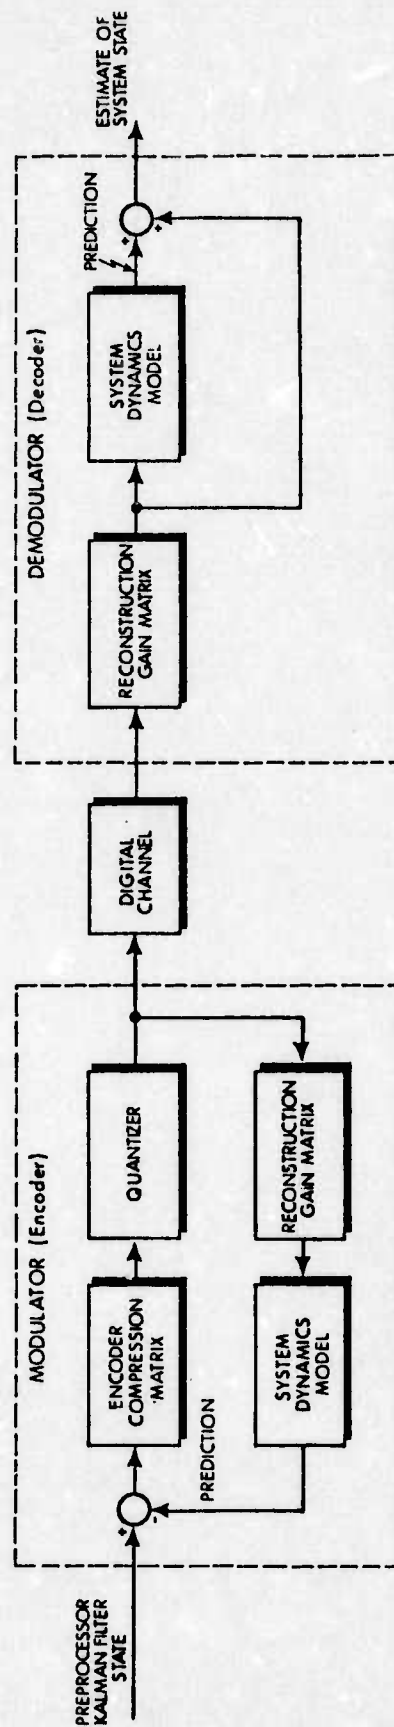 PREPROCESSOR
KALMAN FILTER
STATE
MODULATOR (Encoder)
ENCODER
COMPRESSION
MATRIX
QUANTIZER
PREDICTION
SYSTEM
DYNAMICS
MODEL
RECONSTRUCTION
GAIN MATRIX
DIGITAL
CHANNEL
DEMODULATOR (Decoder)
RECONSTRUCTION
GAIN MATRIX
SYSTEM
DYNAMICS
MODEL
PREDICTION
ESTIMATE OF
SYSTEM STATE
+
-
+
+